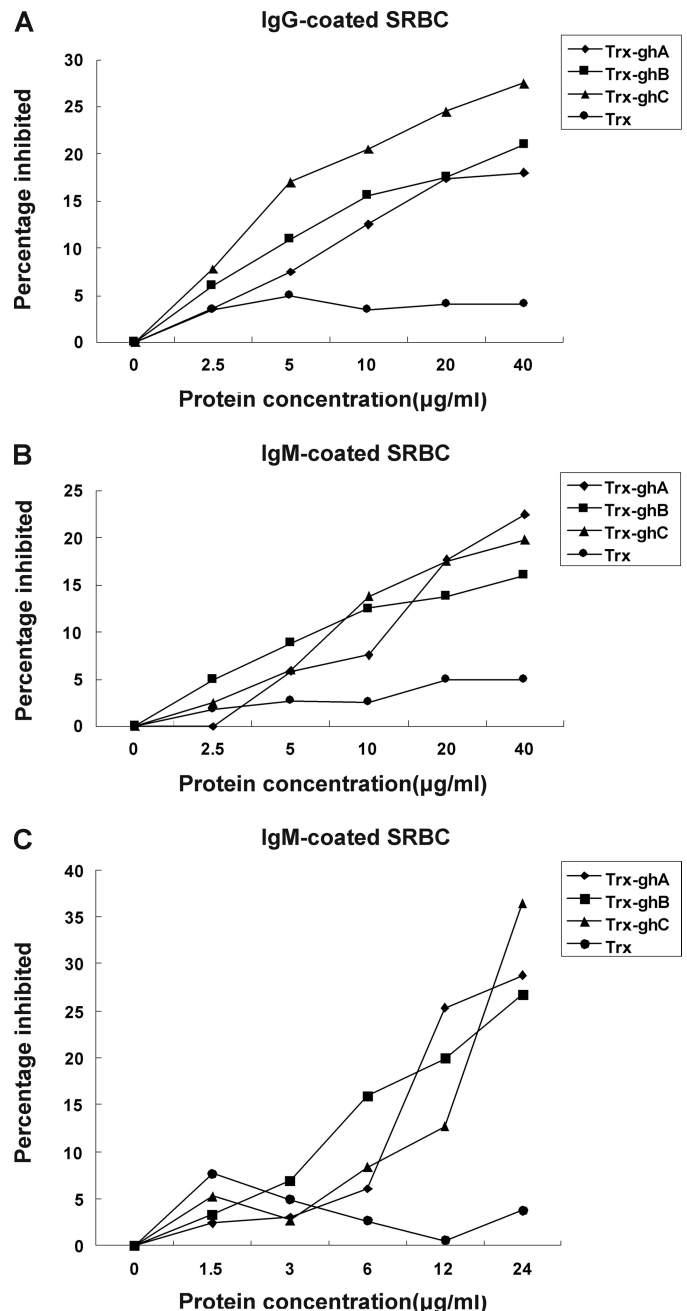 A
IgG-coated SRBC
Trx-ghA
Trx-ghB
Trx-ghC
Trx
Percentage inhibited
30
25
20
15
10
5
0
0 2.5 5 10 20 40
Protein concentration(μg/ml)
B
IgM-coated SRBC
Trx-ghA
Trx-ghB
Trx-ghC
Trx
Percentage inhibited
25
20
15
10
5
0
0 2.5 5 10 20 40
Protein concentration(μg/ml)
C
IgM-coated SRBC
Trx-ghA
Trx-ghB
Trx-ghC
Trx
Percentage inhibited
40
35
30
25
20
15
10
5
0
0 1.5 3 6 12 24
Protein concentration(μg/ml)